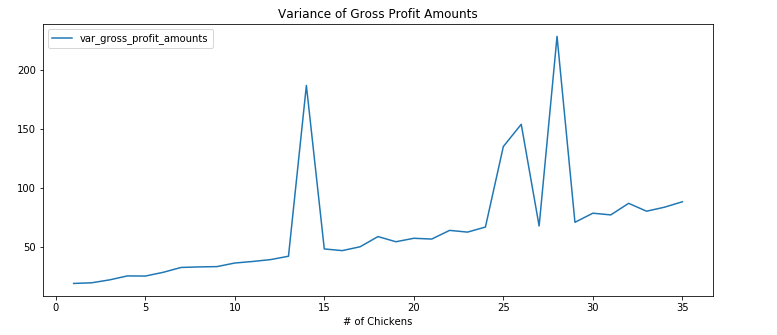 Variance of Gross Profit Amounts
var_gross_profit_amounts
200
150
100
50
0 5 10 15 20 25 30 35
# of Chickens